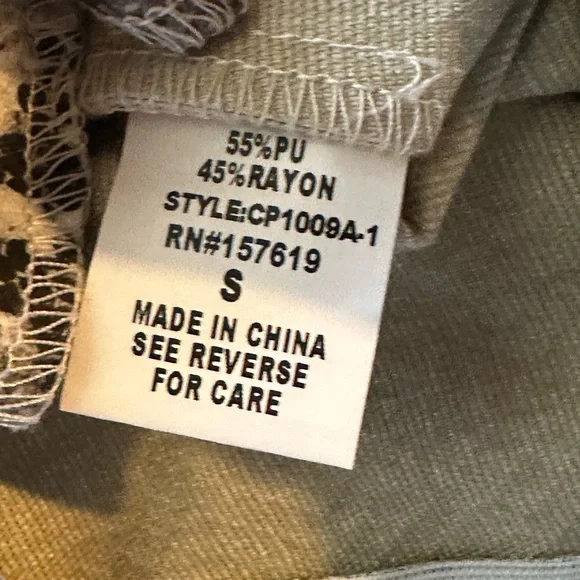 55%PU
45%RAYON
STYLE:CP1009A-1
RN#157619
S
MADE IN CHINA
SEE REVERSE
FOR CARE